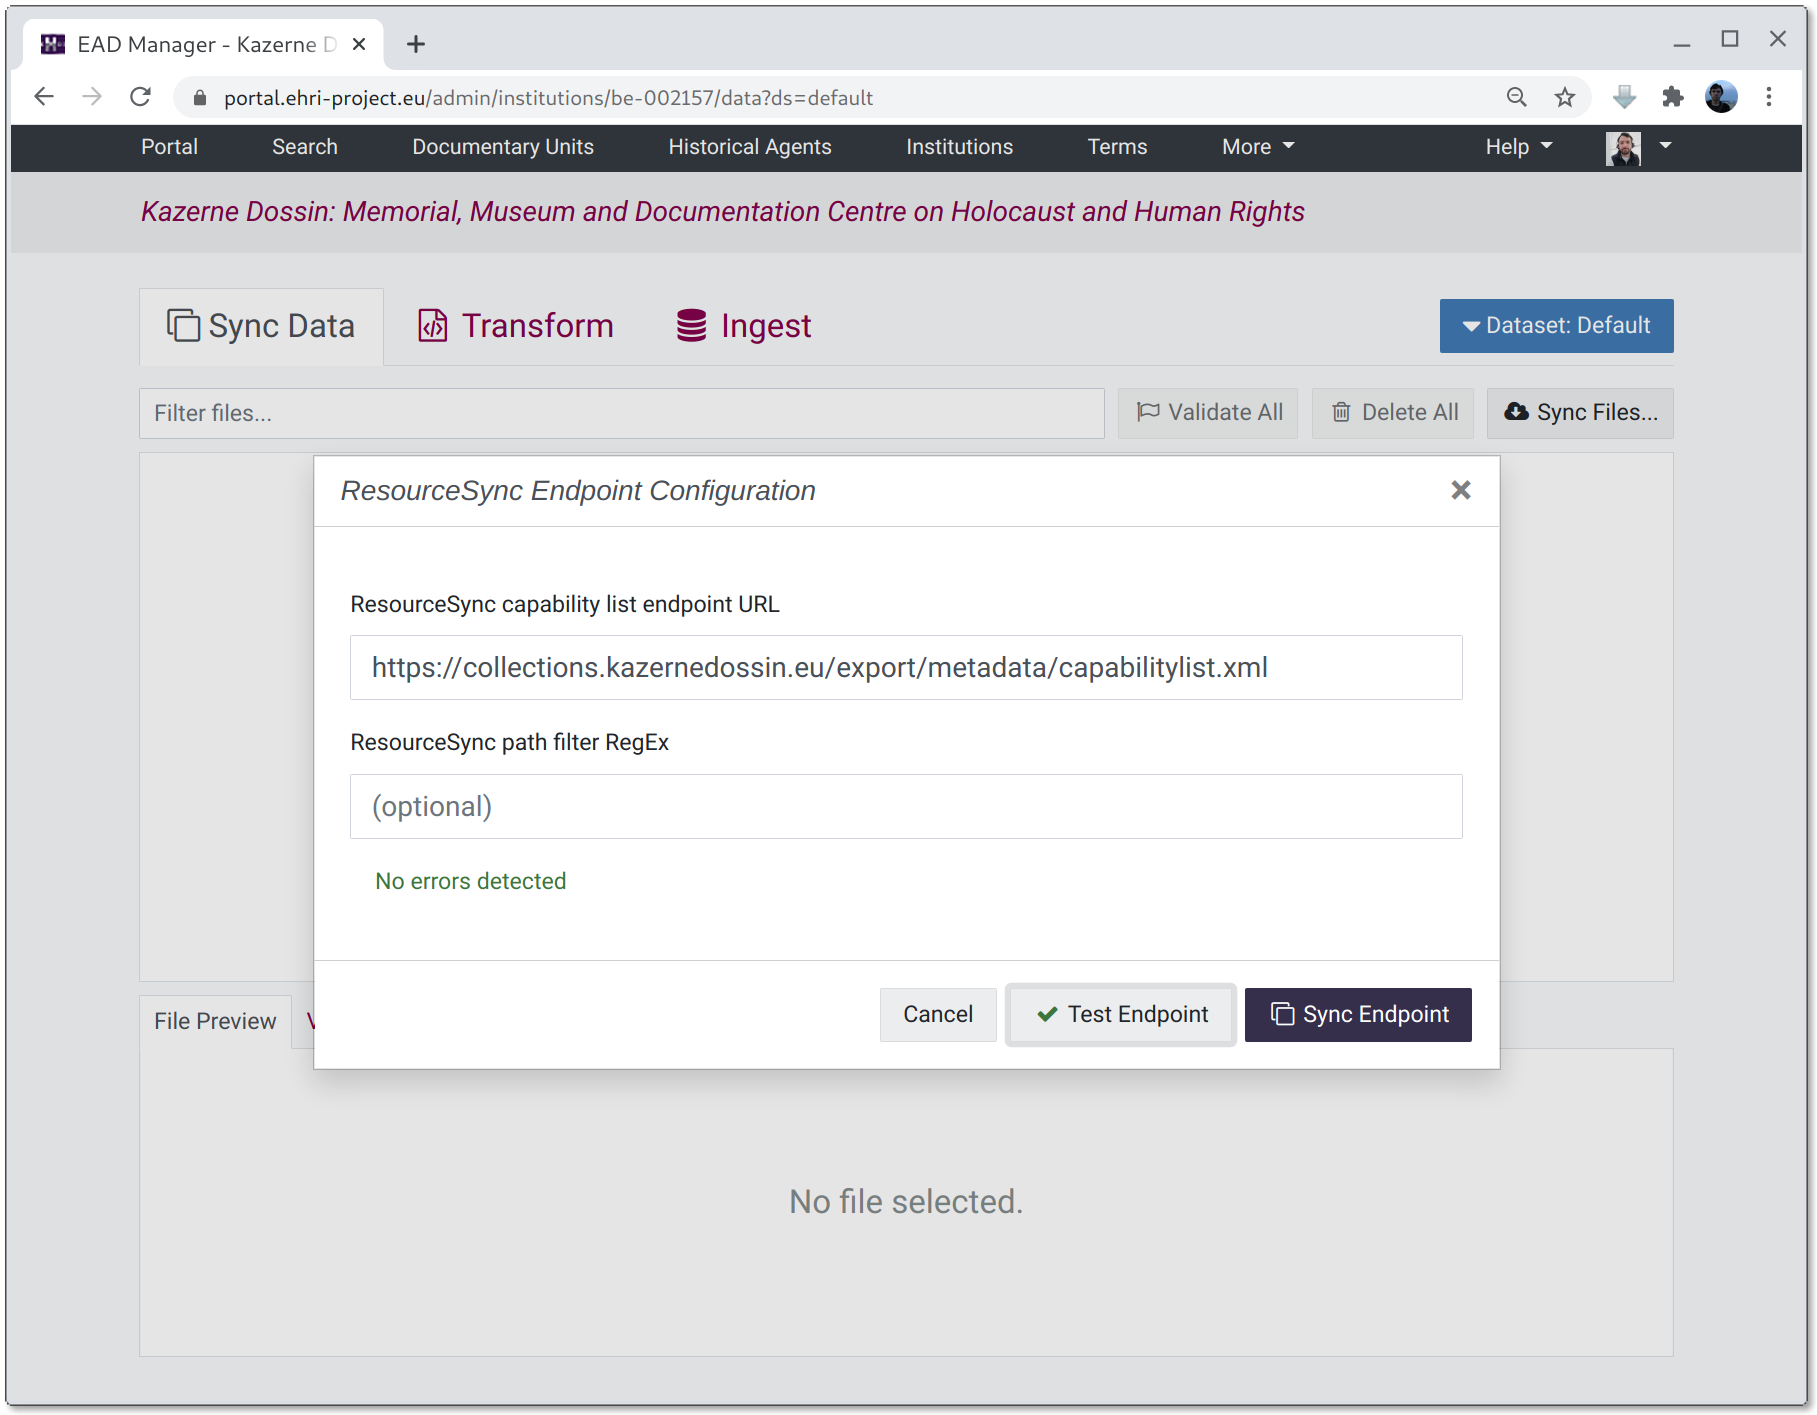 EAD Manager - Kazerne D
portal.ehri-project.eu/admin/institutions/be-002157/data?ds=default
Portal Search Documentary Units Historical Agents Institutions Terms More Help
Kazerne Dossin: Memorial, Museum and Documentation Centre on Holocaust and Human Rights
Sync Data Transform Ingest Dataset: Default
Filter files... Validate All Delete All Sync Files...
ResourceSync Endpoint Configuration
ResourceSync capability list endpoint URL
https://collections.kazernedossin.eu/export/metadata/capabilitylist.xml
ResourceSync path filter RegEx
(optional)
No errors detected
Cancel Test Endpoint Sync Endpoint
File Preview
No file selected.